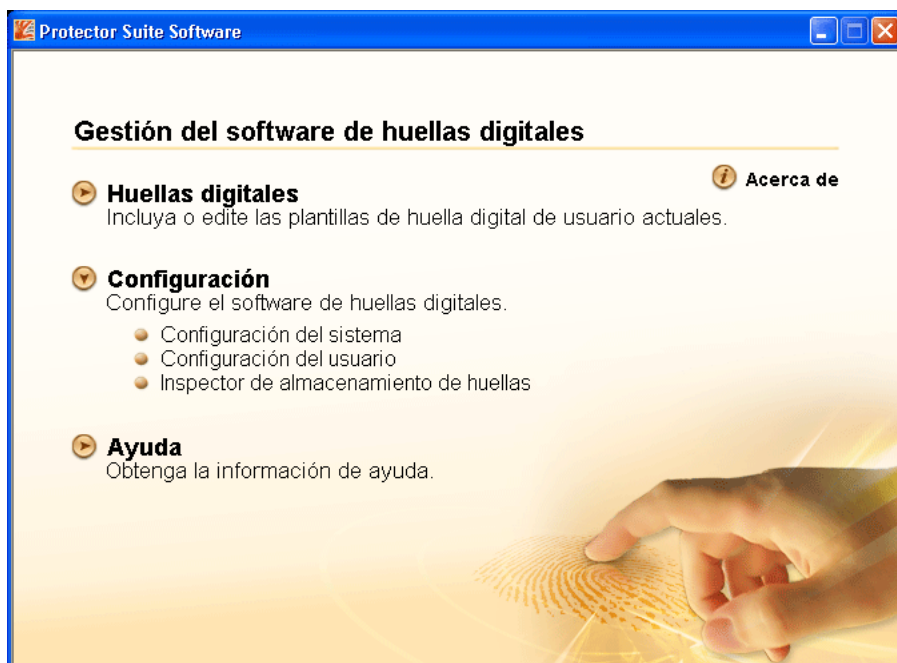 Protector Suite Software
Gestión del software de huellas digitales
Acerca de
Huellas digitales
Incluya o edite las plantillas de huella digital de usuario actuales.
Configuración
Configure el software de huellas digitales.
Configuración del sistema
Configuración del usuario
Inspector de almacenamiento de huellas
Ayuda
Obtenga la información de ayuda.